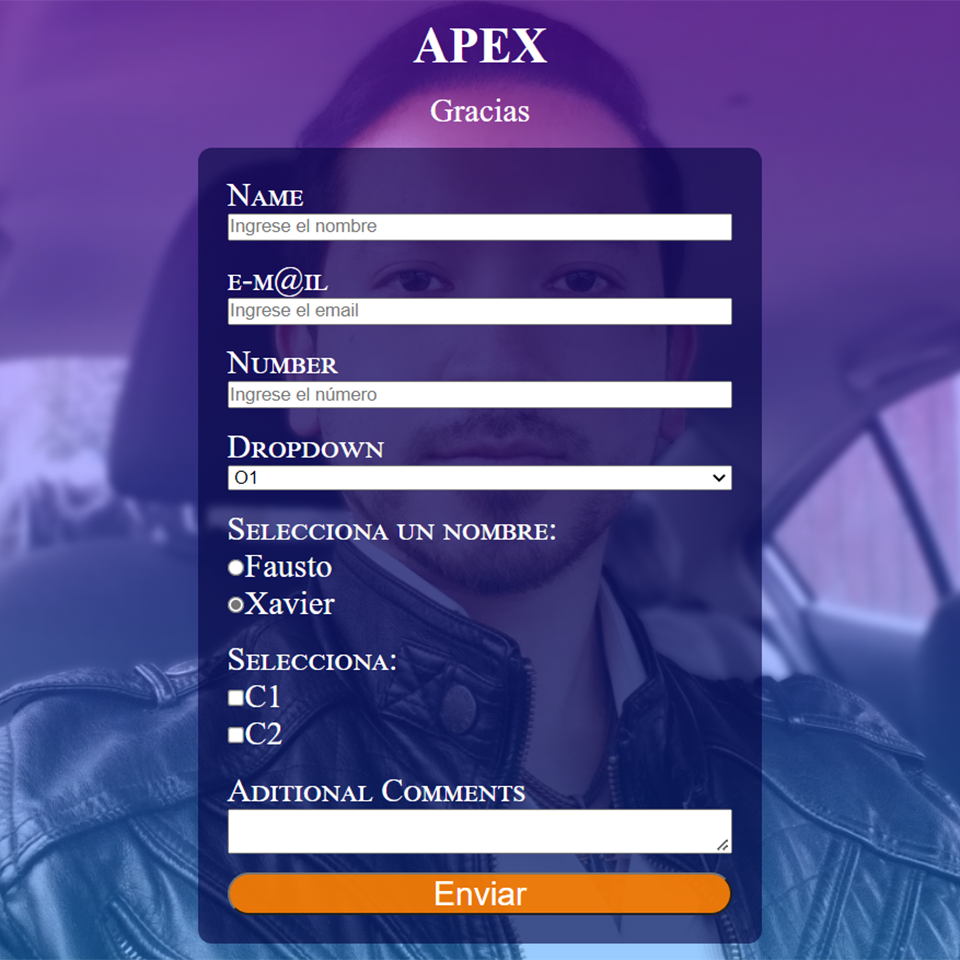 APEX
Gracias
Name
Ingrese el nombre
e-m@il
Ingrese el email
Number
Ingrese el número
Dropdown
O1
Selecciona un nombre:
Fausto
Xavier
Selecciona:
C1
C2
Aditional Comments
Enviar